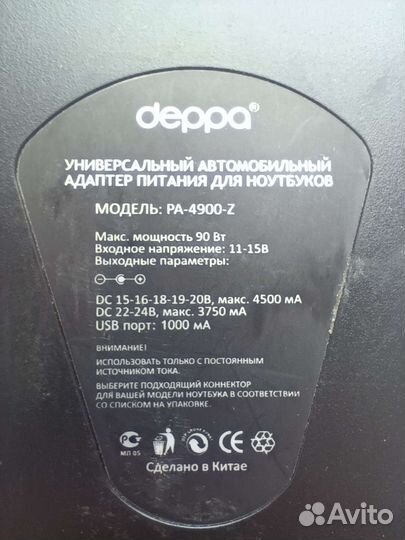 deppa®
УНИВЕРСАЛЬНЫЙ АВТОМОБИЛЬНЫЙ
АДАПТЕР ПИТАНИЯ ДЛЯ НОУТБУКОВ
МОДЕЛЬ: PA-4900-Z
Макс. мощность 90 Вт
Входное напряжение: 11-15В
Выходные параметры:
DC 15-16-18-19-20В, макс. 4500 мА
DC 22-24В, макс. 3750 мА
USB порт: 1000 мА
ВНИМАНИЕ!
ИСПОЛЬЗОВАТЬ ТОЛЬКО С ПОСТОЯННЫМ
ИСТОЧНИКОМ ТОКА.
ВЫБЕРИТЕ ПОДХОДЯЩИЙ КОННЕКТОР
ДЛЯ ВАШЕЙ МОДЕЛИ НОУТБУКА В СООТВЕТСТВИИ
СО СПИСКОМ НА УПАКОВКЕ.
МЛ 05
CE
Сделано в Китае
Avito